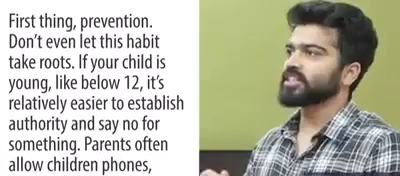 First thing, prevention.
Don’t even let this habit
take roots. If your child is
young, like below 12, it’s
relatively easier to establish
authority and say no for
something. Parents often
allow children phones,